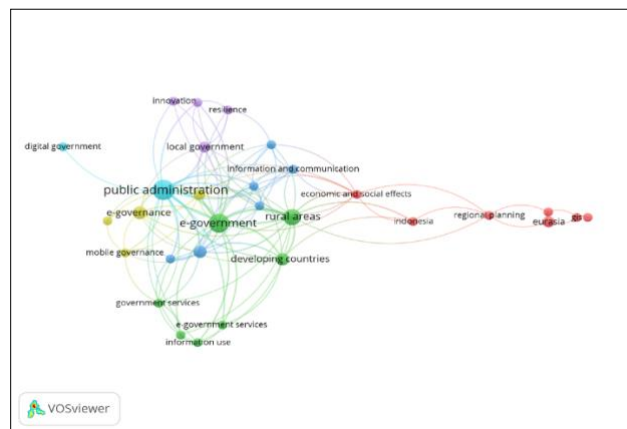 innovation
resilience
digital government
local government
information and communication
public administration
economic and social effects
e-governance
rural areas
regional planning
e-government
indonesia
eurasia
gis
mobile governance
developing countries
government services
e-government services
information use
VOSviewer